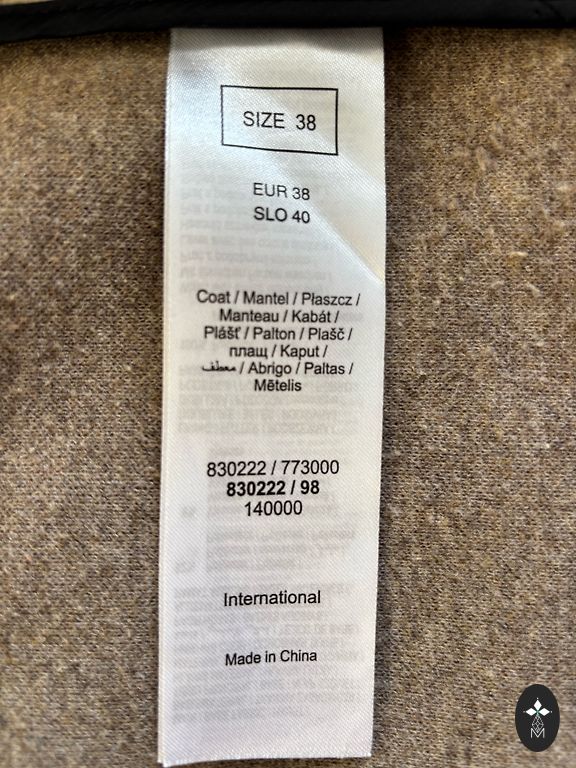 SIZE 38
EUR 38
SLO 40
Coat / Mantel / Płaszcz /
Manteau / Kabát /
Plášť / Palton / Plašč /
плащ / Kaput /
معطف / Abrigo / Paltas /
Mētelis
830222 / 773000
830222 / 98
140000
International
Made in China
M